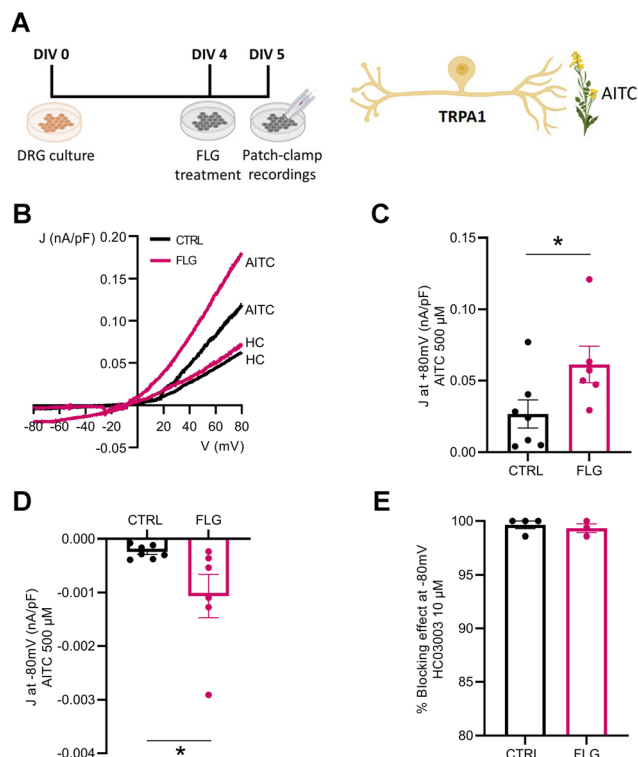 A
DIV 0
DIV 4
DIV 5
DRG culture
FLG
treatment
Patch-clamp
recordings
TRPA1
AITC
B
J (nA/pF)
0.20
0.15
0.10
0.05
-0.05
-80
-60
-40
-20
0
20
40
60
80
V (mV)
CTRL
FLG
AITC
AITC
HC
HC
C
J at +80mV (nA/pF)
AITC 500 µM
0.15
0.10
0.05
0.00
*
CTRL
FLG
D
CTRL
FLG
J at -80mV (nA/pF)
AITC 500 µM
0.000
-0.001
-0.002
-0.003
-0.004
*
E
% Blocking effect at -80mV
HC03003 10 µM
100
95
90
85
80
CTRL
FLG